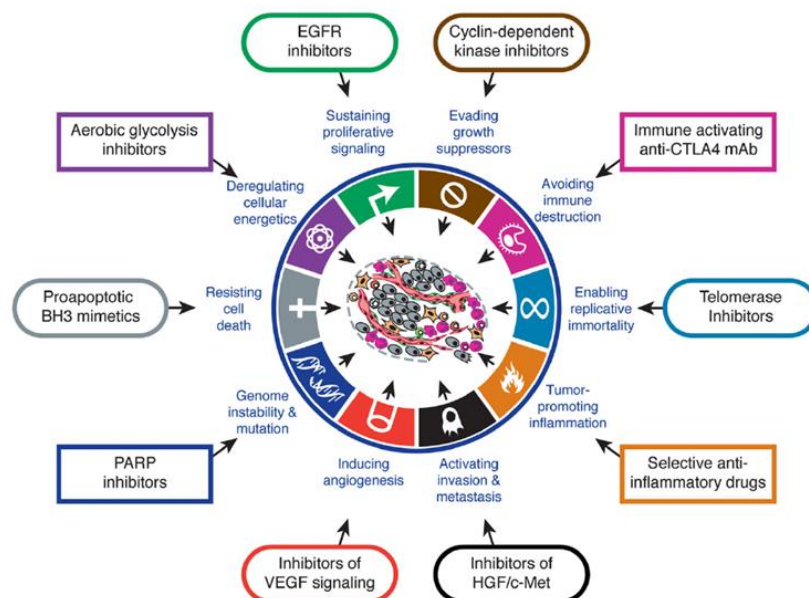 EGFR
inhibitors
Cyclin-dependent
kinase inhibitors
Sustaining
proliferative
signaling
Evading
growth
suppressors
Aerobic glycolysis
inhibitors
Immune activating
anti-CTLA4 mAb
Deregulating
cellular
energetics
Avoiding
immune
destruction
Proapoptotic
BH3 mimetics
Resisting
cell
death
Enabling
replicative
immortality
Telomerase
Inhibitors
Genome
instability &
mutation
Tumor-
promoting
inflammation
PARP
inhibitors
Inducing
angiogenesis
Activating
invasion &
metastasis
Selective anti-
inflammatory drugs
Inhibitors of
VEGF signaling
Inhibitors of
HGF/c-Met